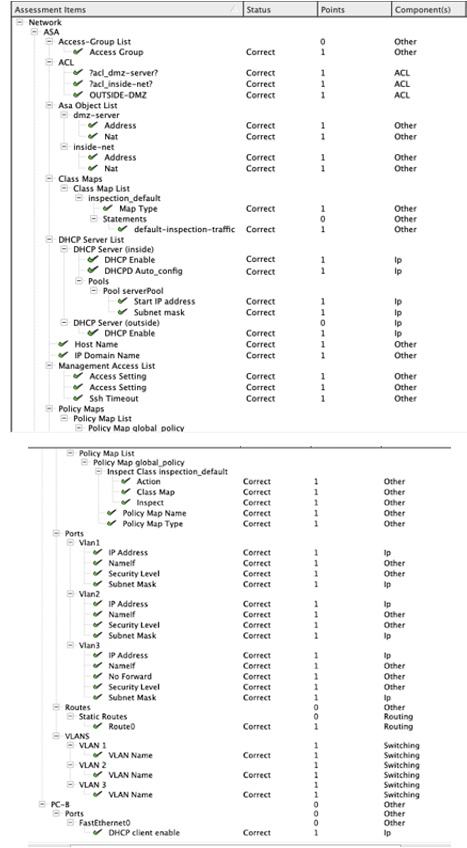 Assessment Items Status Points Component(s)
Network
ASA
Access-Group List 0 Other
Access Group Correct 1 Other
ACL
?acl_dmz-server? Correct 1 ACL
?acl_inside-net? Correct 1 ACL
OUTSIDE-DMZ Correct 1 ACL
Asa Object List
dmz-server
Address Correct 1 Other
Nat Correct 1 Other
inside-net
Address Correct 1 Other
Nat Correct 1 Other
Class Maps
Class Map List
inspection_default
Map Type Correct 1 Other
Statements 0 Other
default-inspection-traffic Correct 1 Other
DHCP Server List
DHCP Server (inside)
DHCP Enable Correct 1 Ip
DHCPD Auto_config Correct 1 Ip
Pools
Pool serverPool
Start IP address Correct 1 Ip
Subnet mask Correct 1 Ip
DHCP Server (outside) 0 Ip
DHCP Enable Correct 1 Ip
Host Name Correct 1 Other
IP Domain Name Correct 1 Other
Management Access List
Access Setting Correct 1 Other
Access Setting Correct 1 Other
Ssh Timeout Correct 1 Other
Policy Maps
Policy Map List
Policy Map global_policy
Policy Map List
Policy Map global_policy
Inspect Class inspection_default
Action Correct 1 Other
Class Map Correct 1 Other
Inspect Correct 1 Other
Policy Map Name Correct 1 Other
Policy Map Type Correct 1 Other
Ports
Vlan1
IP Address Correct 1 Ip
NameIf Correct 1 Other
Security Level Correct 1 Other
Subnet Mask Correct 1 Ip
Vlan2
IP Address Correct 1 Ip
NameIf Correct 1 Other
Security Level Correct 1 Other
Subnet Mask Correct 1 Ip
Vlan3
IP Address Correct 1 Ip
NameIf Correct 1 Other
No Forward Correct 1 Other
Security Level Correct 1 Other
Subnet Mask Correct 1 Ip
Routes 0 Other
Static Routes 0 Routing
Route0 Correct 1 Routing
VLANS
VLAN 1 1 Switching
VLAN Name Correct 1 Switching
VLAN 2 1 Switching
VLAN Name Correct 1 Switching
VLAN 3 1 Switching
VLAN Name Correct 1 Switching
PC-B 0 Other
Ports 0 Other
FastEthernet0 0 Other
DHCP client enable Correct 1 Ip